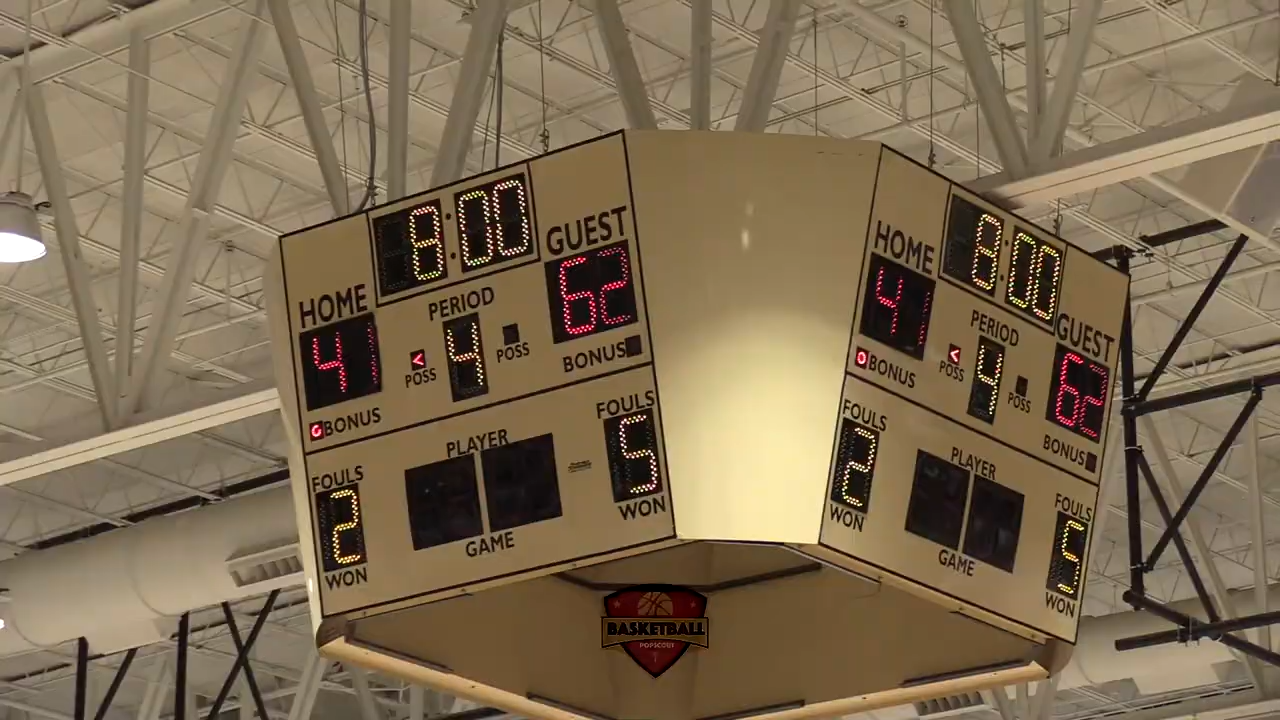 8:00
GUEST
HOME
PERIOD
62
41
<
4
POSS
POSS
BONUS
BONUS
FOULS
FOULS
PLAYER
5
2
WON
GAME
WON
8:00
HOME
41
PERIOD
GUEST
<
4
62
POSS
POSS
BONUS
BONUS
FOULS
PLAYER
FOULS
2
5
WON
GAME
WON
BASKETBALL
POPSCOUT